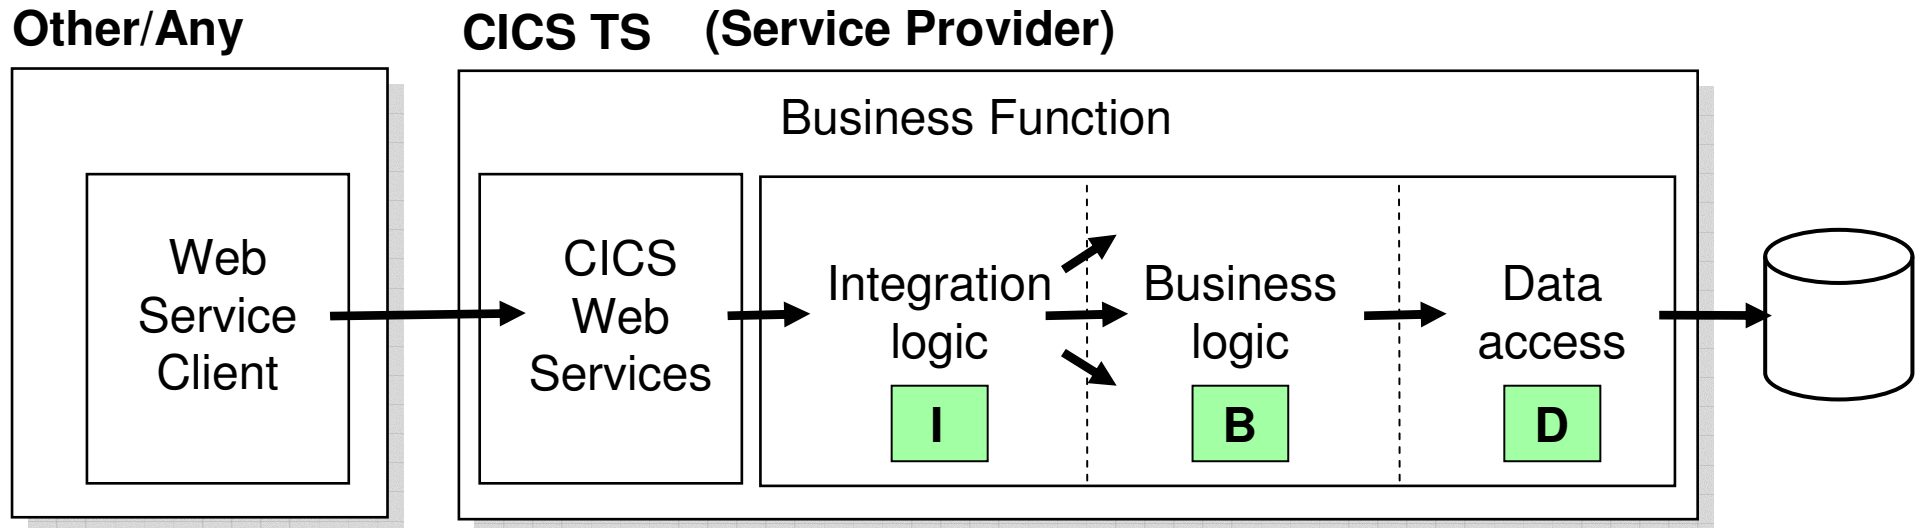 Other/Any
CICS TS (Service Provider)
Business Function
Web
Service
Client
CICS
Web
Services
Integration
logic
I
Business
logic
B
Data
access
D